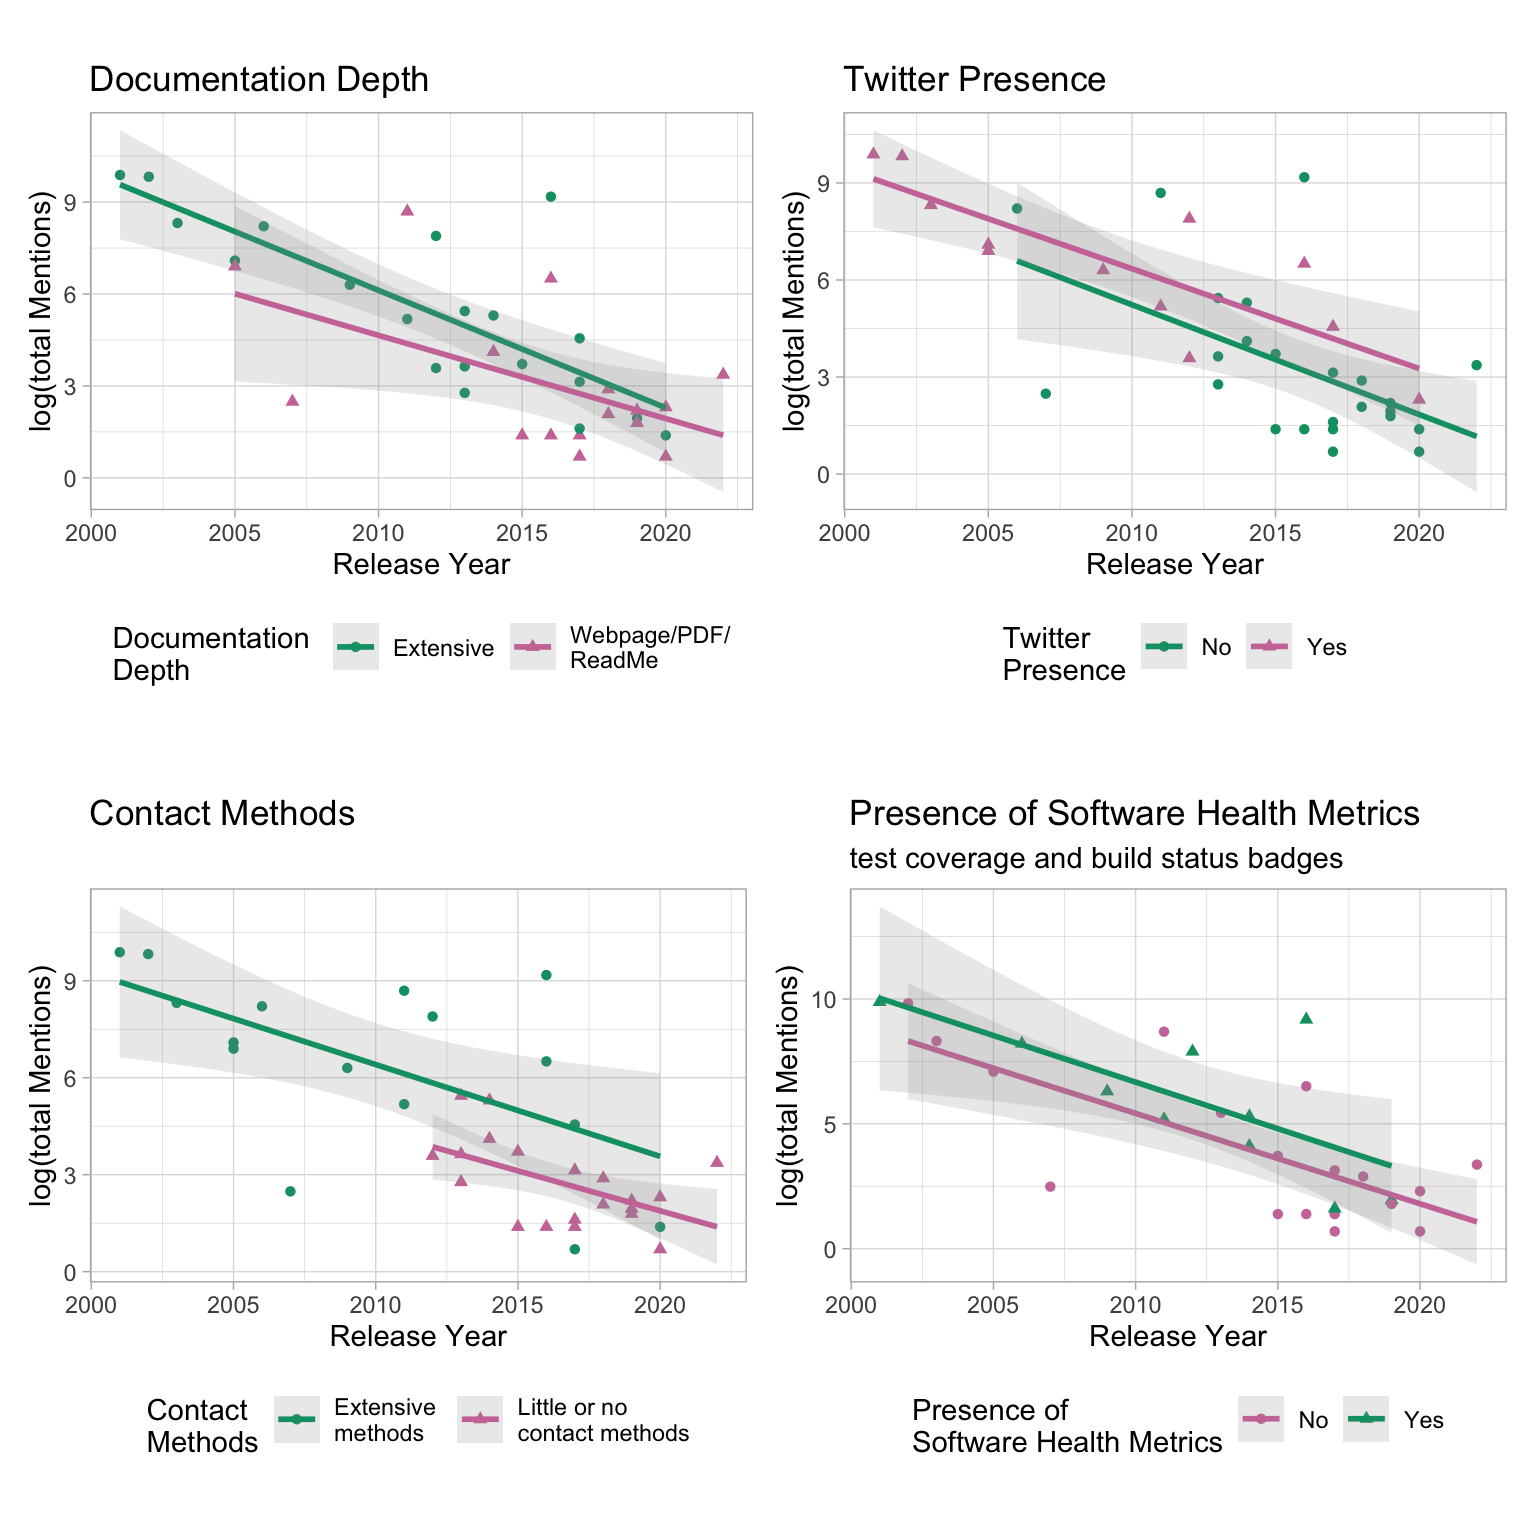 Documentation Depth
log(total Mentions)
9
6
3
0
2000 2005 2010 2015 2020
Release Year
Documentation
Depth
Extensive
Webpage/PDF/
ReadMe
Twitter Presence
log(total Mentions)
9
6
3
0
2000 2005 2010 2015 2020
Release Year
Twitter
Presence
No
Yes
Contact Methods
log(total Mentions)
9
6
3
0
2000 2005 2010 2015 2020
Release Year
Contact
Methods
Extensive
methods
Little or no
contact methods
Presence of Software Health Metrics
test coverage and build status badges
log(total Mentions)
10
5
0
2000 2005 2010 2015 2020
Release Year
Presence of
Software Health Metrics
No
Yes